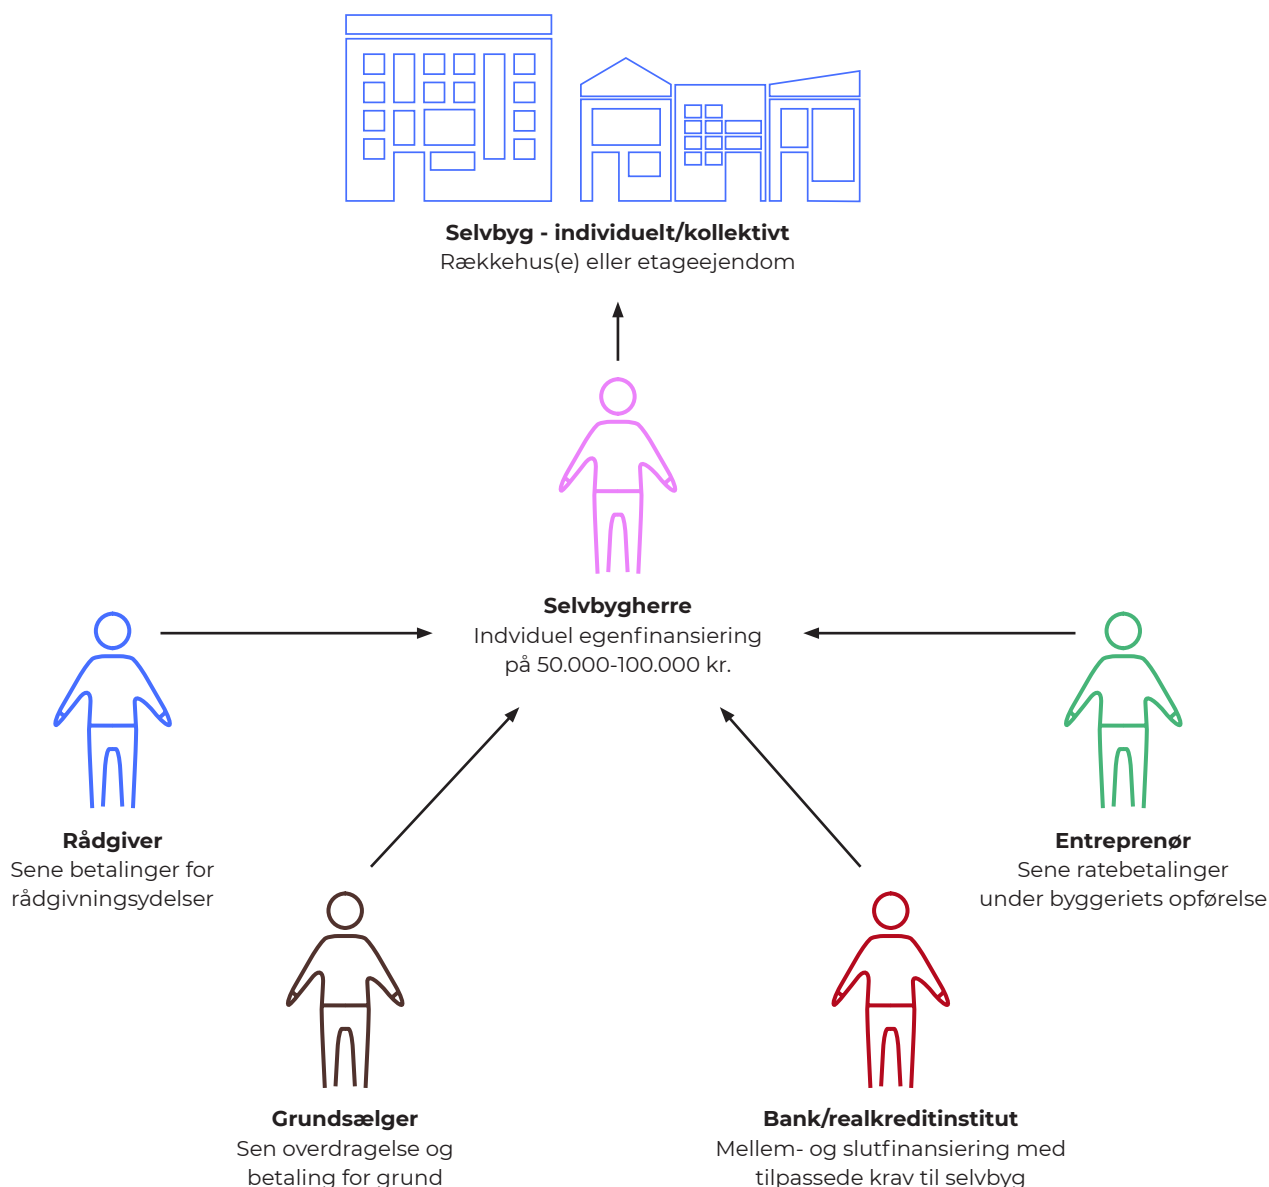 Selvbyg - individuelt/kollektivt
Rækkehus(e) eller etageejendom
Selvbygherre
Indviduel egenfinansiering
på 50.000-100.000 kr.
Rådgiver
Sene betalinger for
rådgivningsydelser
Entreprenør
Sene ratebetalinger
under byggeriets opførelse
Grundsælger
Sen overdragelse og
betaling for grund
Bank/realkreditinstitut
Mellem- og slutfinansiering med
tilpassede krav til selvbyg